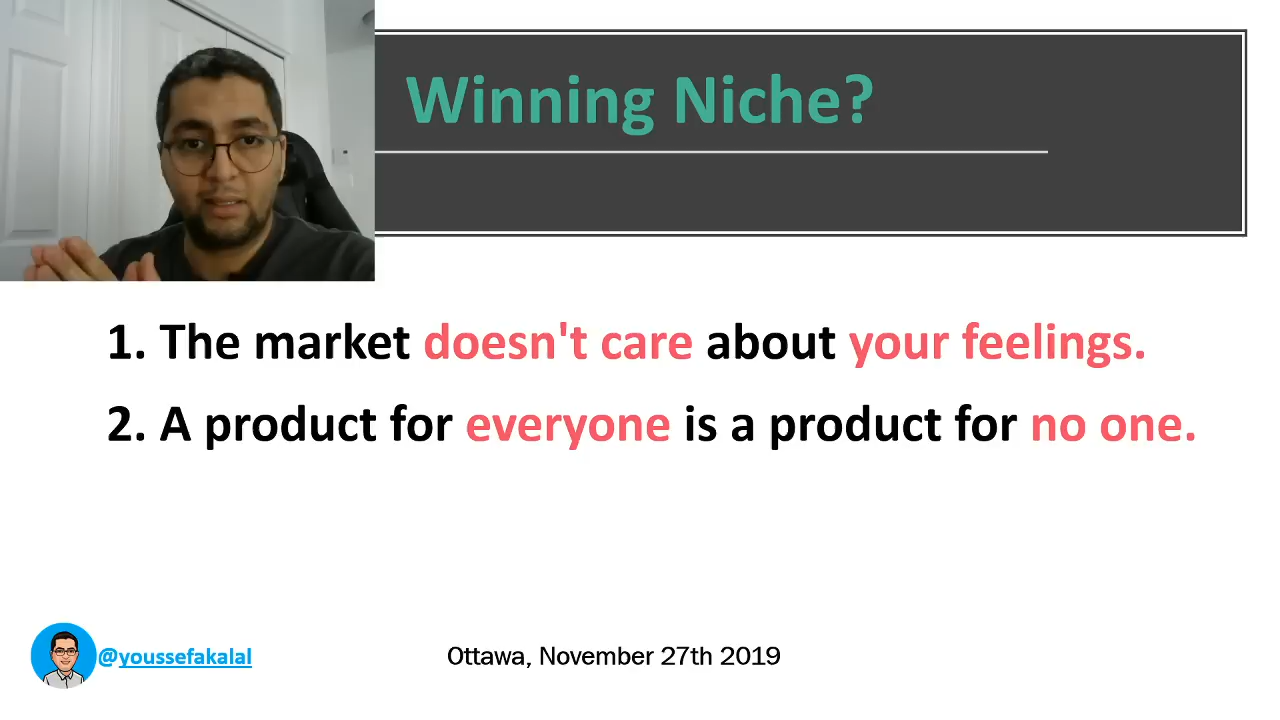 Winning Niche?
1. The market doesn't care about your feelings.
2. A product for everyone is a product for no one.
@youssefakalal
Ottawa, November 27th 2019